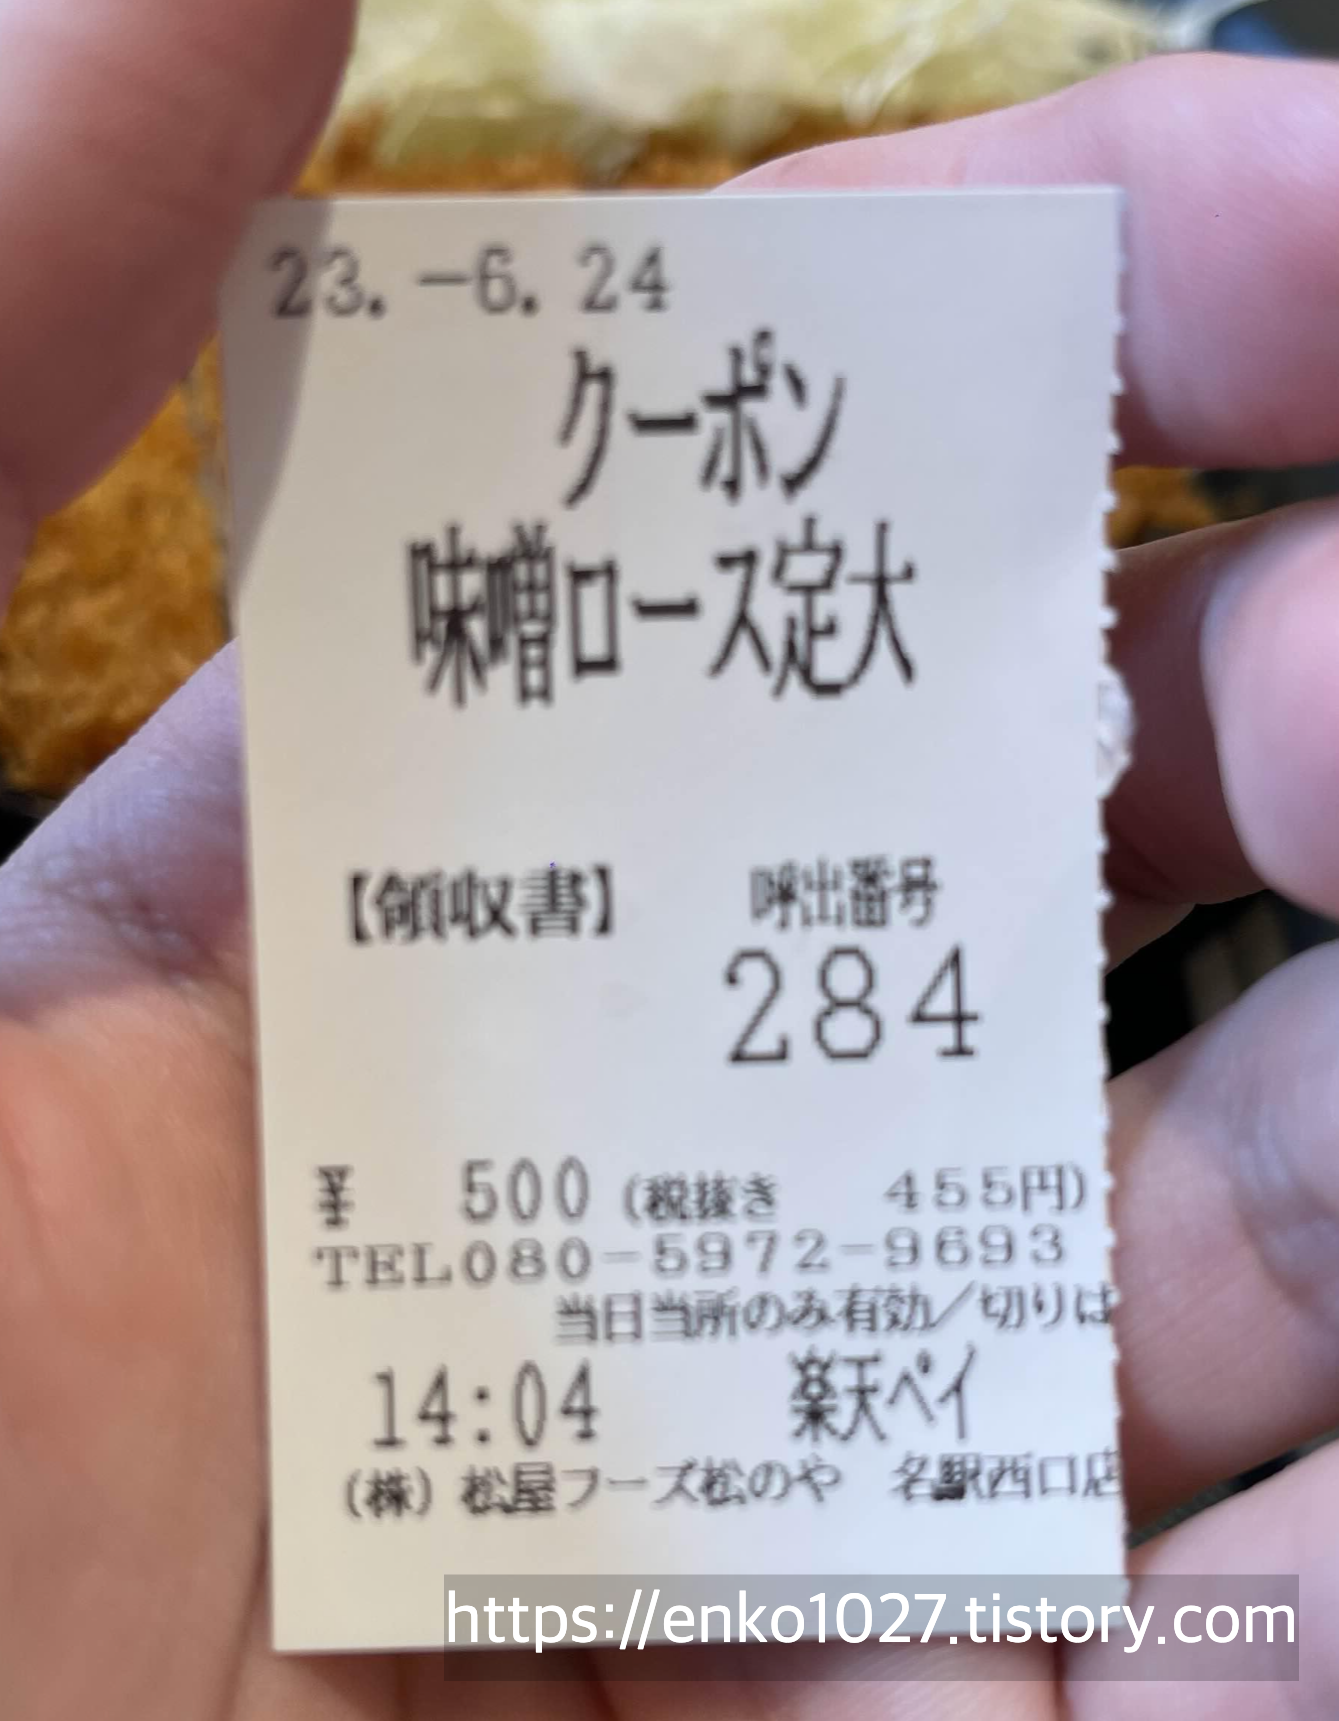 23.-6.24
クーポン
味噌ロース定大
【領収書】 呼出番号
284
¥ 500(税抜き 455円)
TEL080-5972-9693
当日当所のみ有効/切りは
14:04 楽天ペイ
(株)松屋フーズ松のや 名駅西口店
https://enko1027.tistory.com